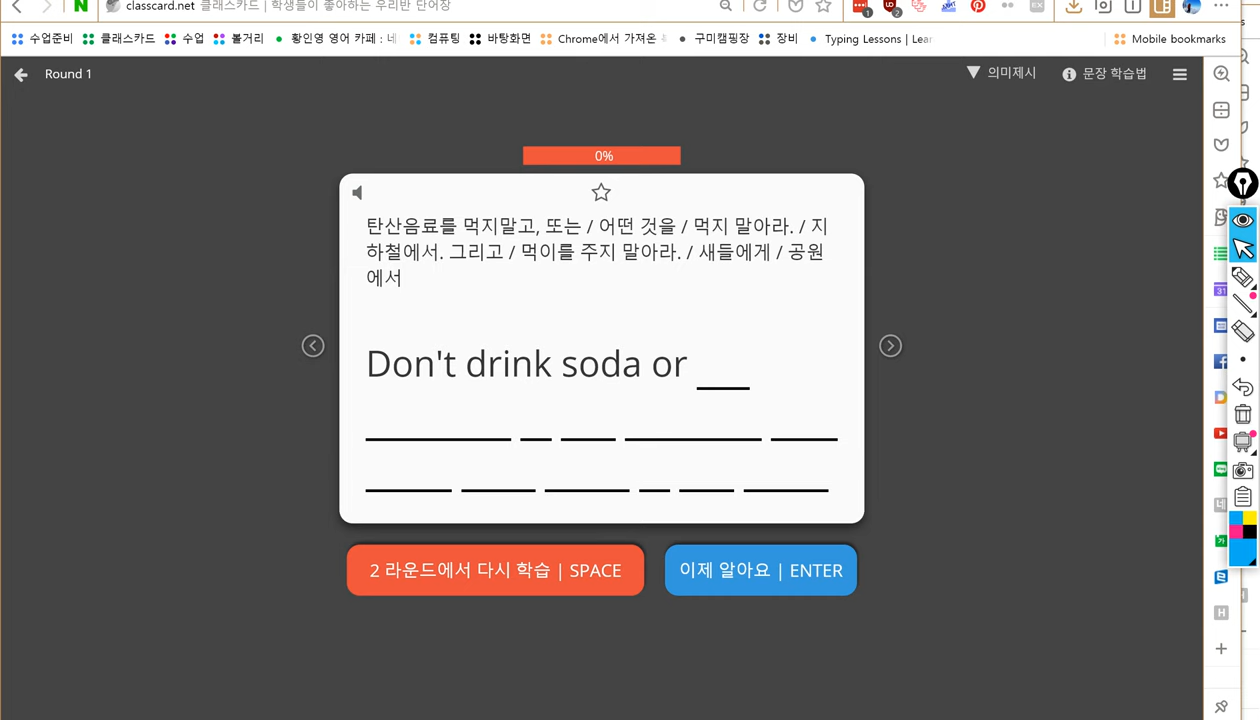 classcard.net 클래스카드 | 학생들이 좋아하는 우리반 단어장
수업준비 클래스카드 수업 볼거리 황인영 영어 카페 : 네 컴퓨팅 바탕화면 Chrome에서 가져온 구미캠핑장 장비 Typing Lessons | Lear Mobile bookmarks
Round 1
의미제시 문장 학습법
0%
탄산음료를 먹지말고, 또는 / 어떤 것을 / 먹지 말아라. / 지
하철에서. 그리고 / 먹이를 주지 말아라. / 새들에게 / 공원
에서
Don't drink soda or
2 라운드에서 다시 학습 | SPACE
이제 알아요 | ENTER